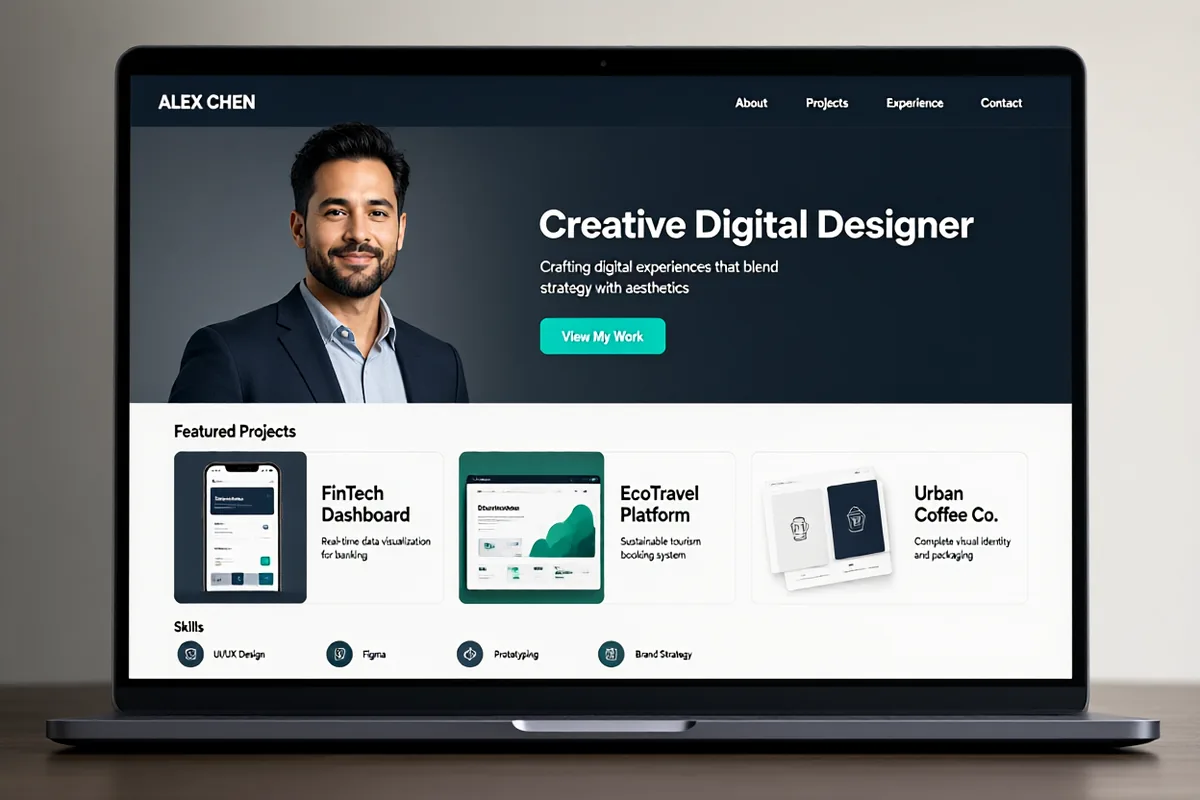 ALEX CHEN
About
Projects
Experience
Contact
Creative Digital Designer
Crafting digital experiences that blend
strategy with aesthetics
View My Work
Featured Projects
FinTech
Dashboard
Real-time data visualization
for banking
EcoTravel
Platform
Sustainable tourism
booking system
Urban
Coffee Co.
Complete visual identity
and packaging
Skills
UI/UX Design
Figma
Prototyping
Brand Strategy